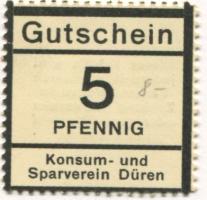 Gutschein
5
8-
PFENNIG
Konsum- und
Sparverein Düren